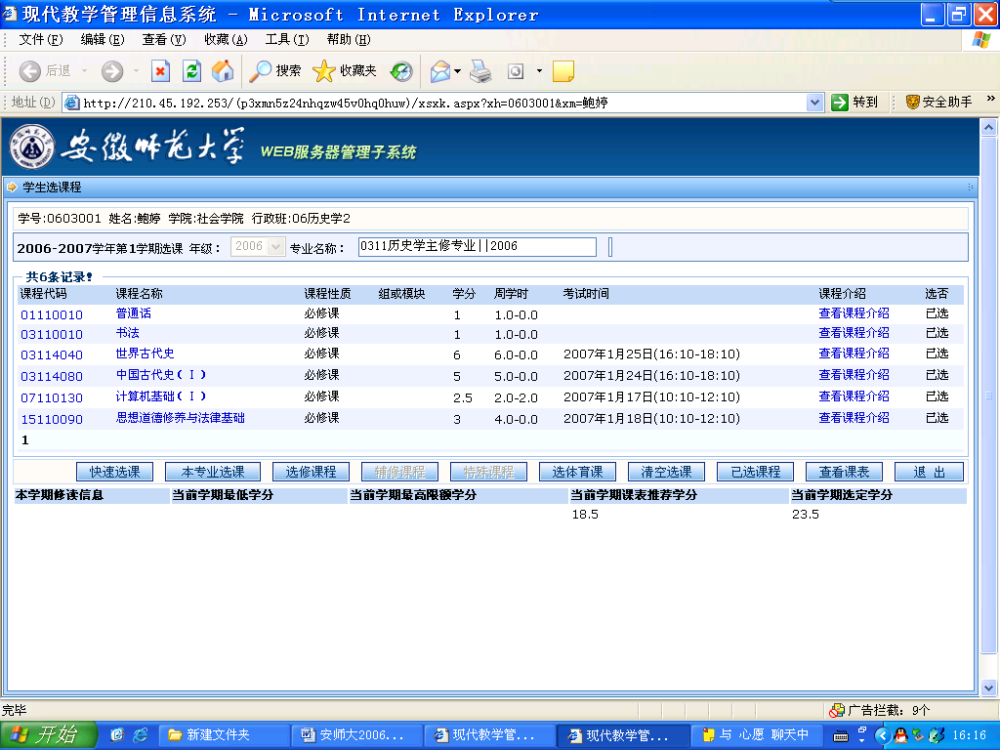 现代教学管理信息系统 - Microsoft Internet Explorer
文件(F) 编辑(E) 查看(V) 收藏(A) 工具(T) 帮助(H)
后退 搜索 收藏夹
地址(D) http://210.45.192.253/(p3xmn5z24nhqzw45v0hq0huw)/xsxk.aspx?xh=0603001&xm=鲍婷 转到 安全助手 »
安徽师范大学 WEB服务器管理子系统
学生选课程
学号:0603001 姓名:鲍婷 学院:社会学院 行政班:06历史学2
2006-2007学年第1学期选课 年级： 2006 专业名称： 0311历史学主修专业||2006
共6条记录!
课程代码 课程名称 课程性质 组或模块 学分 周学时 考试时间 课程介绍 选否
01110010 普通话 必修课 1 1.0-0.0 查看课程介绍 已选
03110010 书法 必修课 1 1.0-0.0 查看课程介绍 已选
03114040 世界古代史 必修课 6 6.0-0.0 2007年1月25日(16:10-18:10) 查看课程介绍 已选
03114080 中国古代史(Ⅰ) 必修课 5 5.0-0.0 2007年1月24日(16:10-18:10) 查看课程介绍 已选
07110130 计算机基础(Ⅰ) 必修课 2.5 2.0-2.0 2007年1月17日(10:10-12:10) 查看课程介绍 已选
15110090 思想道德修养与法律基础 必修课 3 4.0-0.0 2007年1月18日(10:10-12:10) 查看课程介绍 已选
1
快速选课 本专业选课 选修课程 辅修课程 特殊课程 选体育课 清空选课 已选课程 查看课表 退 出
本学期修读信息 当前学期最低学分 当前学期最高限额学分 当前学期课表推荐学分 当前学期选定学分
18.5 23.5
完毕 广告拦截： 9个
开始 新建文件夹 安师大2006... 现代教学管... 现代教学管... 与 心愿 聊天中 16:16